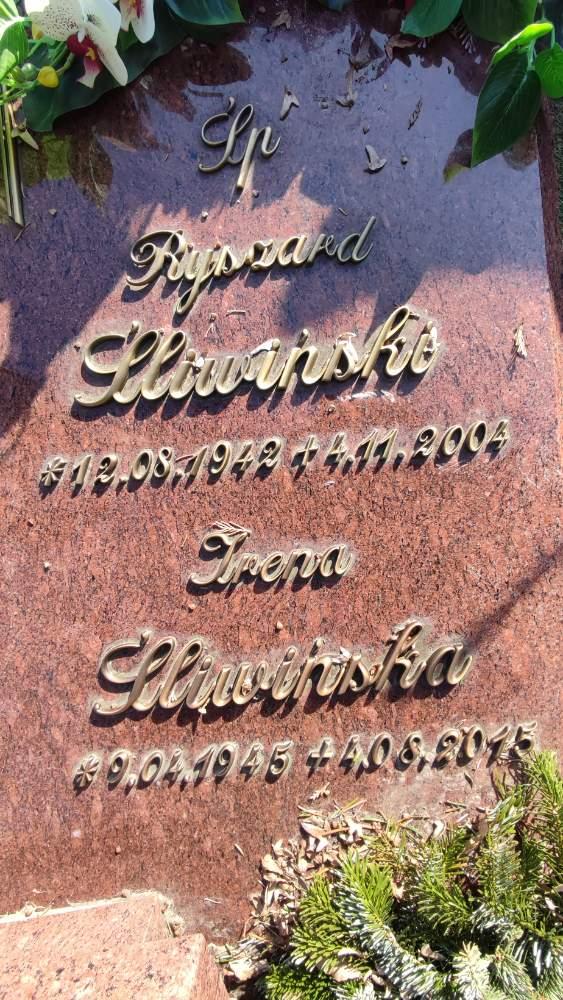 Śp
Ryszard
Śliwiński
* 12.08.1942 + 4.11.2004
Irena
Śliwińska
* 9.04.1945 + 4.08.2015